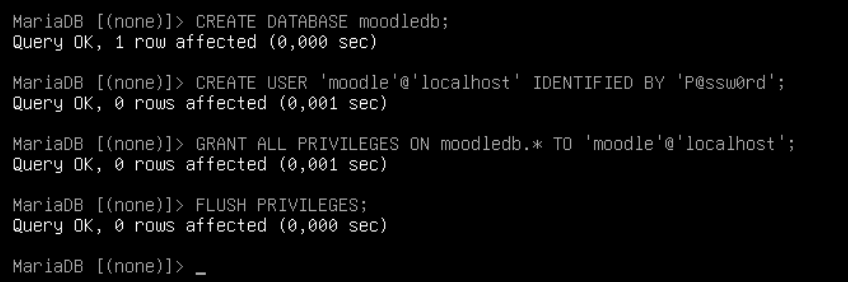 MariaDB [(none)]> CREATE DATABASE moodledb;
Query OK, 1 row affected (0,000 sec)
MariaDB [(none)]> CREATE USER 'moodle'@'localhost' IDENTIFIED BY 'P@ssw0rd';
Query OK, 0 rows affected (0,001 sec)
MariaDB [(none)]> GRANT ALL PRIVILEGES ON moodledb.* TO 'moodle'@'localhost';
Query OK, 0 rows affected (0,001 sec)
MariaDB [(none)]> FLUSH PRIVILEGES;
Query OK, 0 rows affected (0,000 sec)
MariaDB [(none)]> _